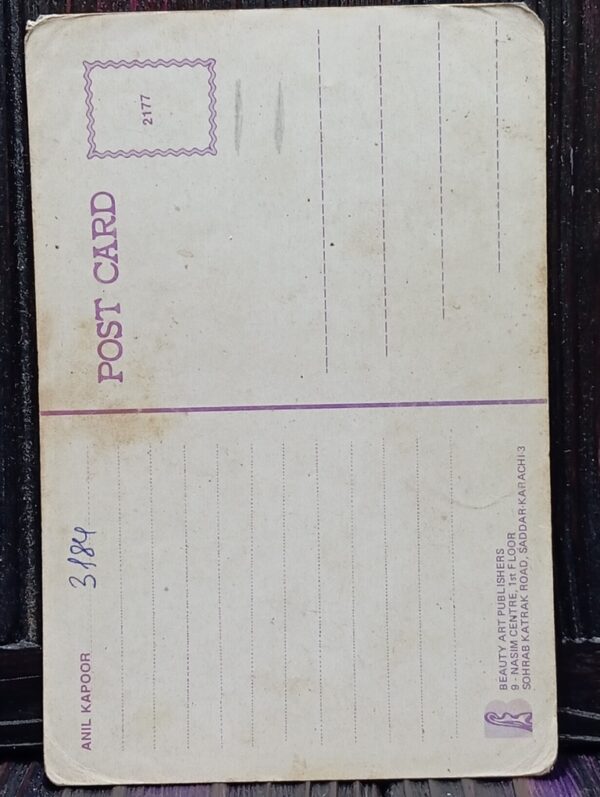 ANIL KAPOOR
3184
POST CARD
2177
BEAUTY ART PUBLISHERS
9 - NASIM CENTRE, 1st FLOOR
SOHRAB KATRAK ROAD, SADDAR-KARACHI-3